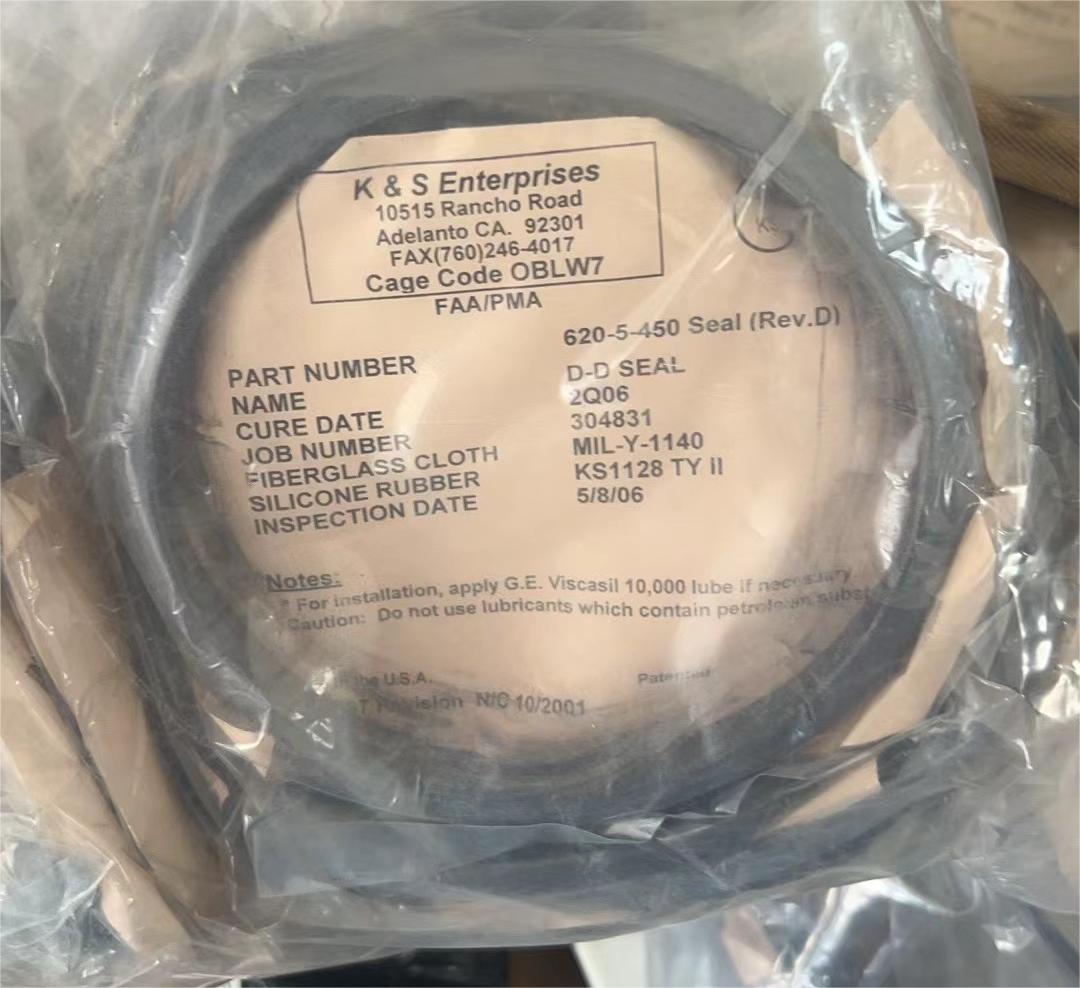 K & S Enterprises
10515 Rancho Road
Adelanto CA. 92301
FAX(760)246-4017
Cage Code OBLW7
FAA/PMA
PART NUMBER 620-5-450 Seal (Rev.D)
NAME D-D SEAL
CURE DATE 2Q06
JOB NUMBER 304831
FIBERGLASS CLOTH MIL-Y-1140
SILICONE RUBBER KS1128 TY II
INSPECTION DATE 5/8/06
Notes:
* For installation, apply G.E. Viscasil 10,000 lube if necessary
Caution: Do not use lubricants which contain petroleum
the U.S.A. Patented
Revision N/C 10/2001